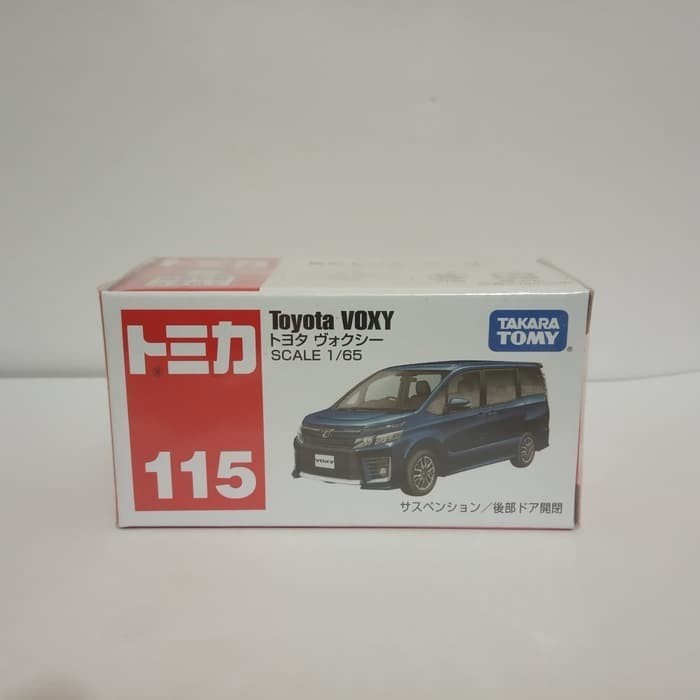 トミカ
115
Toyota VOXY
トヨタ ヴォクシー
SCALE 1/65
TAKARA
TOMY
VOXY
サスペンション／後部ドア開閉